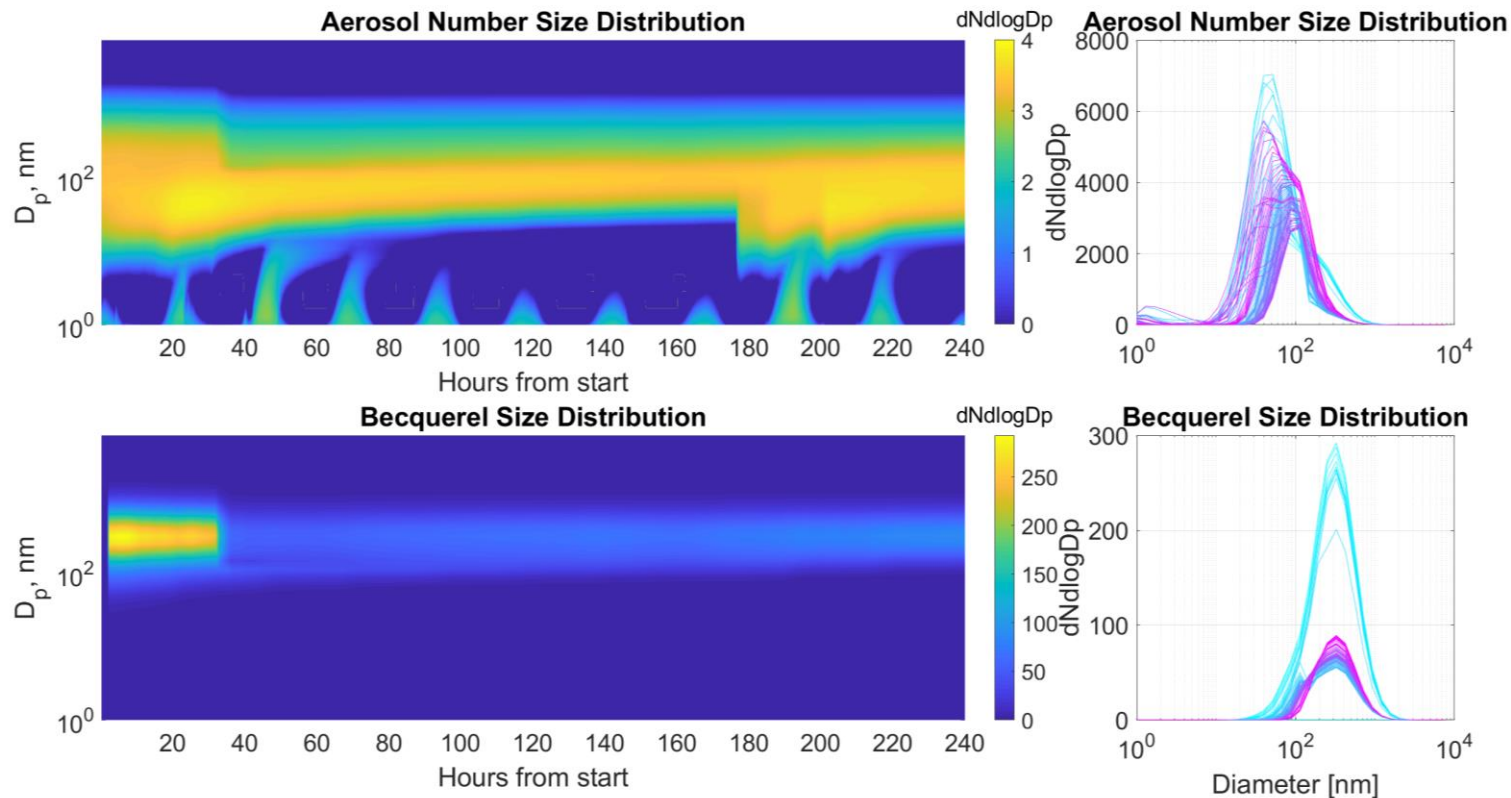 Aerosol Number Size Distribution
dNdlogDp
4
3
2
1
0
D_p, nm
10^2
10^0
20 40 60 80 100 120 140 160 180 200 220 240
Hours from start
Aerosol Number Size Distribution
dNdlogDp
8000
6000
4000
2000
0
10^0 10^2 10^4
Becquerel Size Distribution
dNdlogDp
250
200
150
100
50
0
D_p, nm
10^2
10^0
20 40 60 80 100 120 140 160 180 200 220 240
Hours from start
Becquerel Size Distribution
dNdlogDp
300
200
100
0
10^0 10^2 10^4
Diameter [nm]